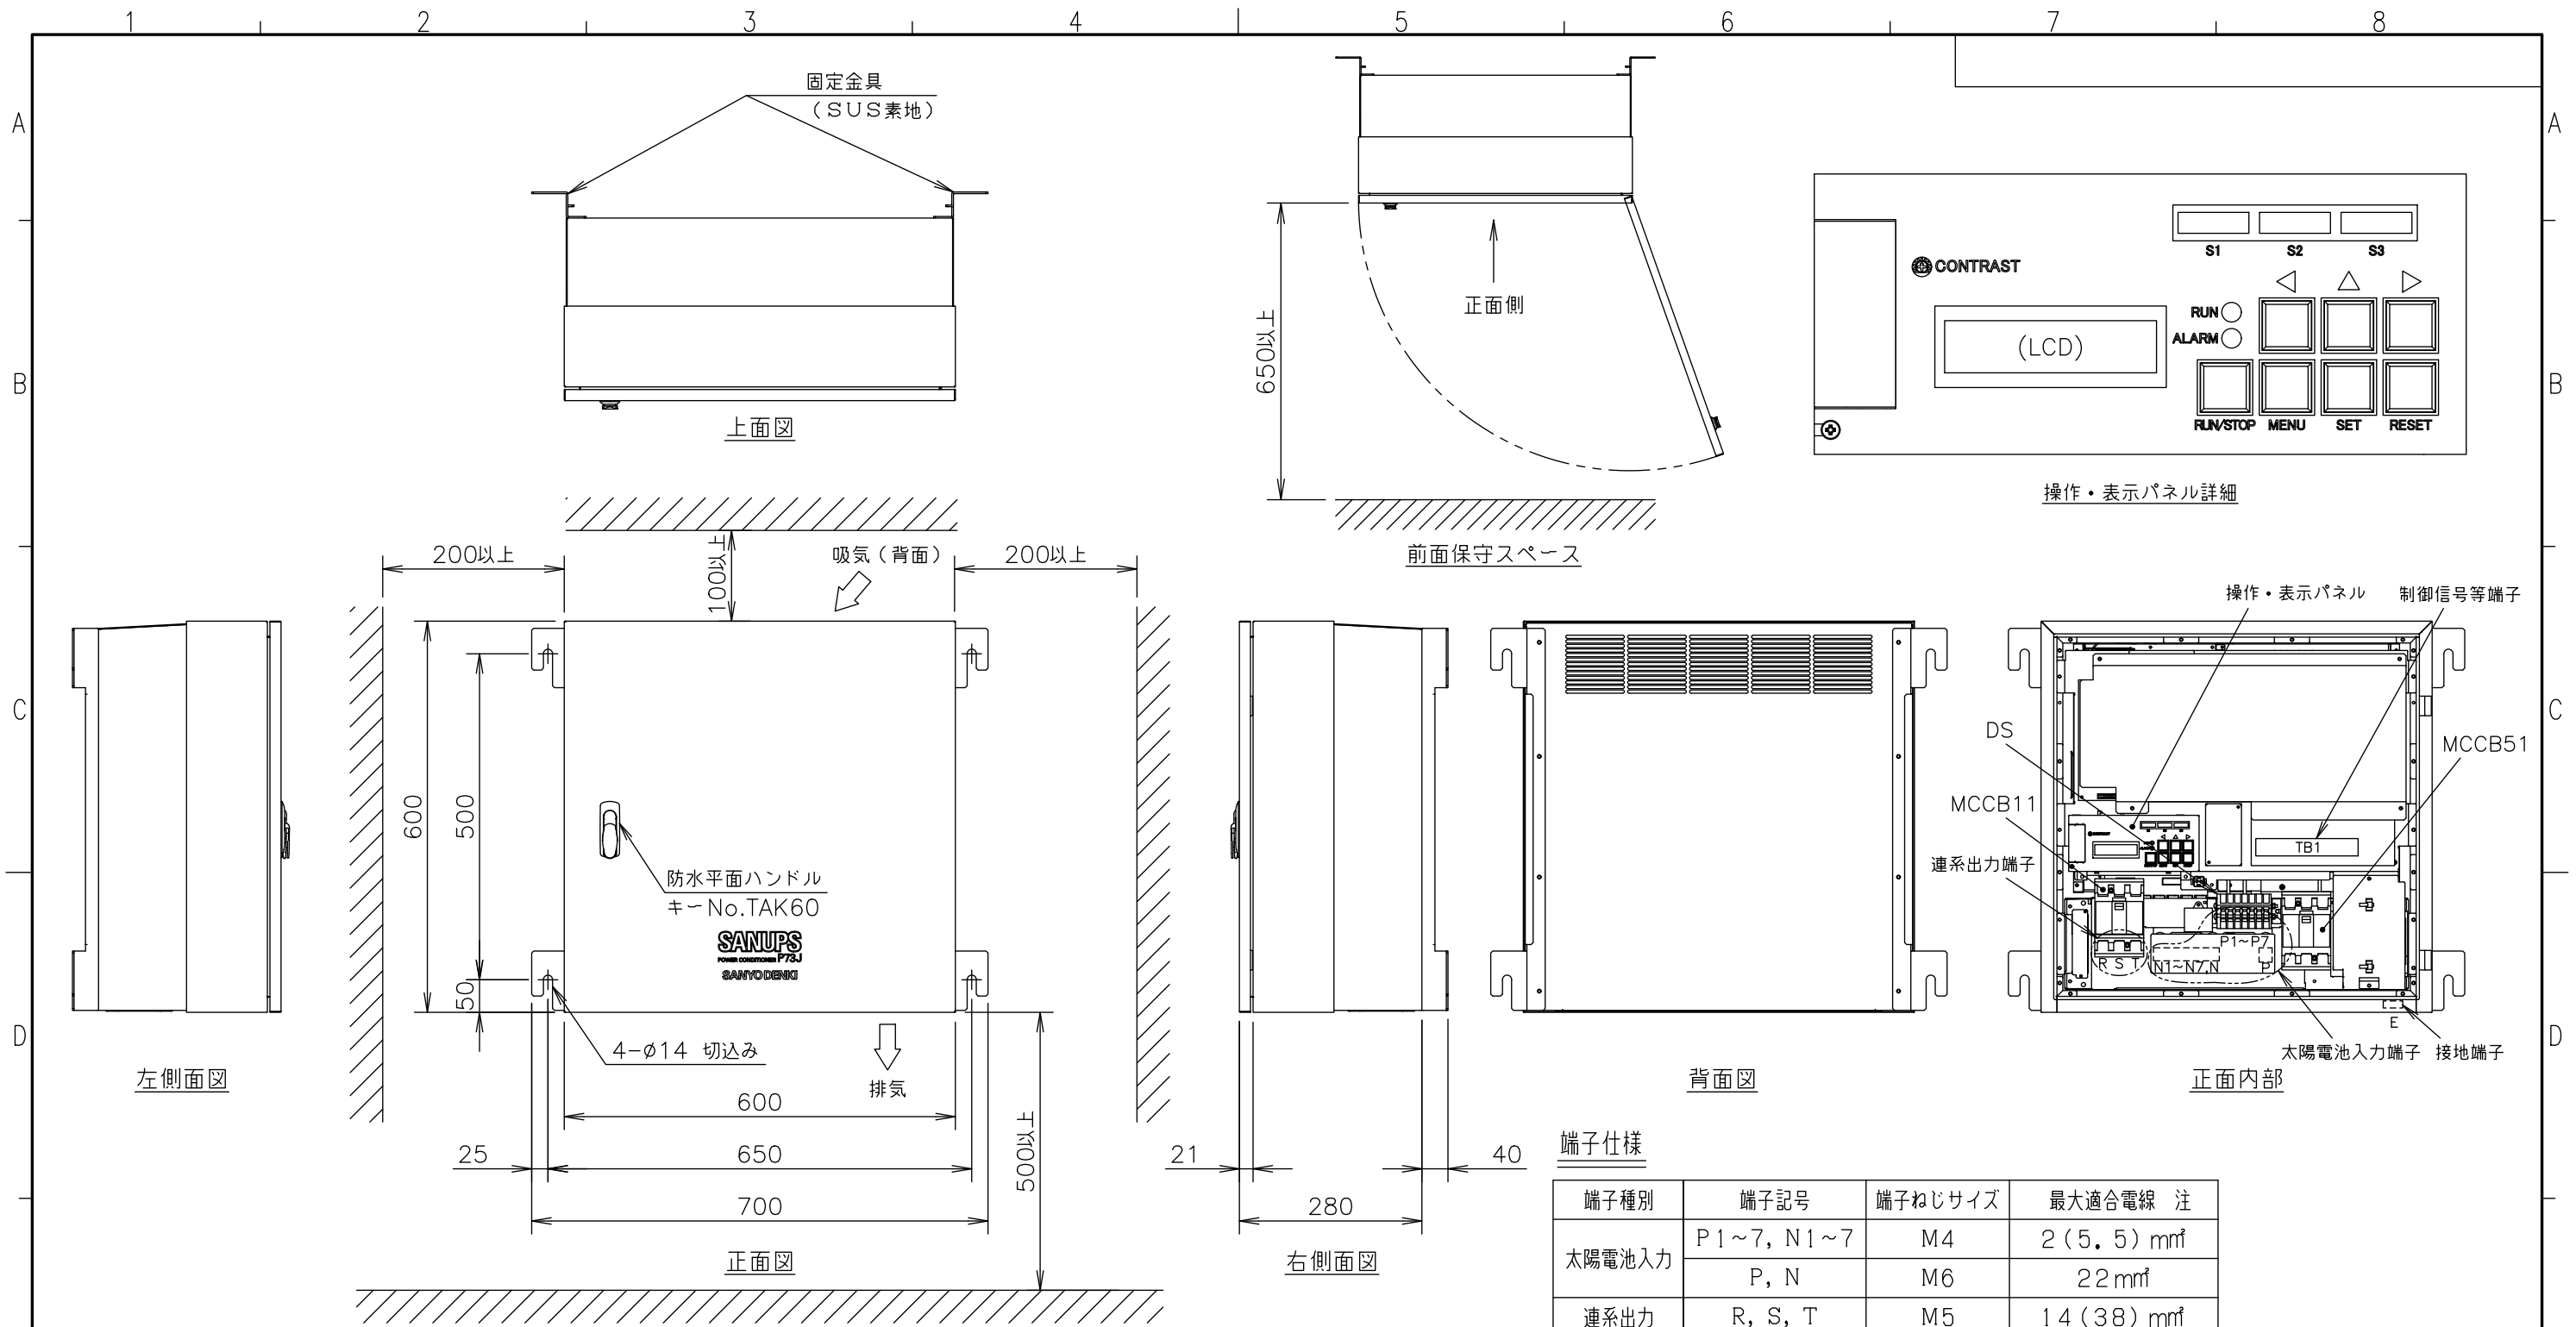 1 2 3 4 5 6 7 8
A
A
B
B
C
C
D
D
固定金具
(SUS素地)
上面図
650以上
正面側
前面保守スペース
S1 S2 S3
CONTRAST
RUN
ALARM
(LCD)
RUN/STOP MENU SET RESET
操作・表示パネル詳細
左側面図
200以上
100以上
吸気(背面)
200以上
600
500
50
防水平面ハンドル
キーNo.TAK60
SANUPS
POWER CONDITIONER P73J
SANYO DENKI
4-φ14 切込み
排気
600
25
650
700
500以上
正面図
21
40
280
右側面図
背面図
操作・表示パネル
制御信号等端子
DS
MCCB51
MCCB11
CONTRAST
TB1
連系出力端子
P1~P7
R S T
N1~N7,N
P
E
太陽電池入力端子
接地端子
正面内部
端子仕様
端子種別 端子記号 端子ねじサイズ 最大適合電線 注
太陽電池入力 P1~7, N1~7 M4 2(5.5)mm²
P, N M6 22mm²
連系出力 R, S, T M5 14(38)mm²